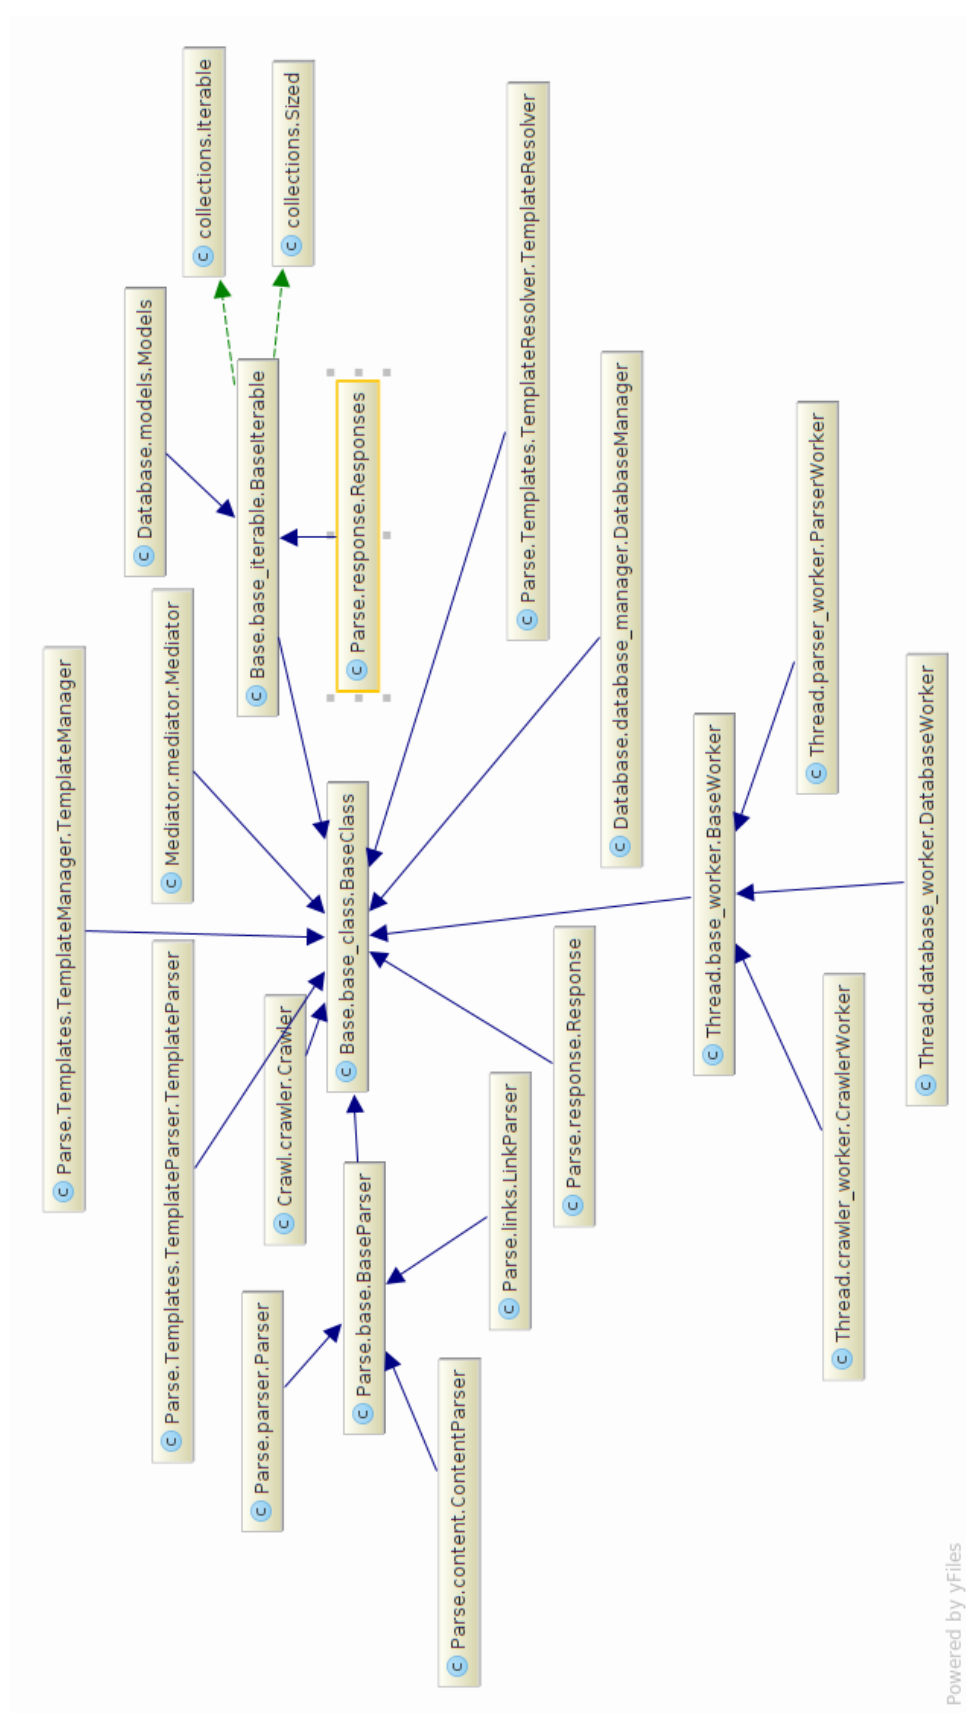 Parse.Templates.TemplateManager.TemplateManager
Parse.Templates.TemplateParser.TemplateParser
Mediator.mediator.Mediator
Database.models.Models
collections.Iterable
collections.Sized
Base.base_iterable.BaseIterable
Parse.response.Responses
Crawl.crawler.Crawler
Parse.parser.Parser
Base.base_class.BaseClass
Parse.base.BaseParser
Parse.content.ContentParser
Parse.links.LinkParser
Parse.response.Response
Parse.Templates.TemplateResolver.TemplateResolver
Database.database_manager.DatabaseManager
Thread.base_worker.BaseWorker
Thread.parser_worker.ParserWorker
Thread.crawler_worker.CrawlerWorker
Thread.database_worker.DatabaseWorker
Powered by yFiles